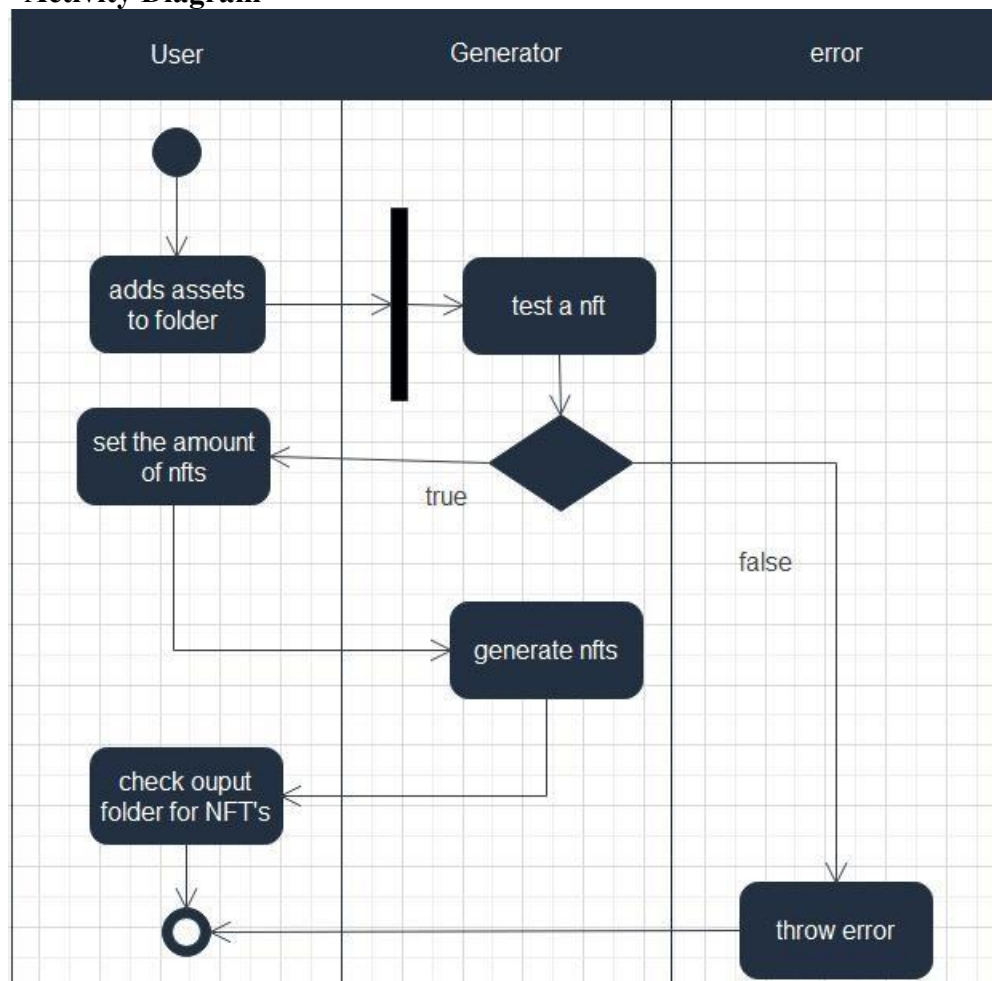 Activity Diagram
User
Generator
error
adds assets
to folder
test a nft
set the amount
of nfts
true
false
generate nfts
check ouput
folder for NFT's
throw error